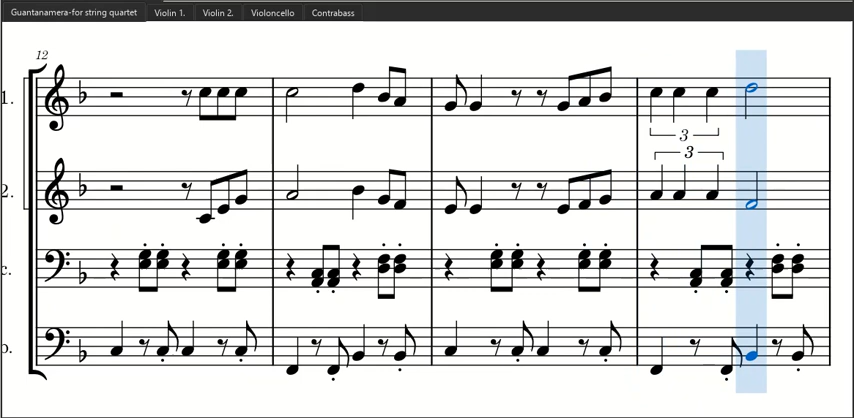 Guantanamera-for string quartet Violin 1. Violin 2. Violoncello Contrabass
12
1.
3
3
2.
c.